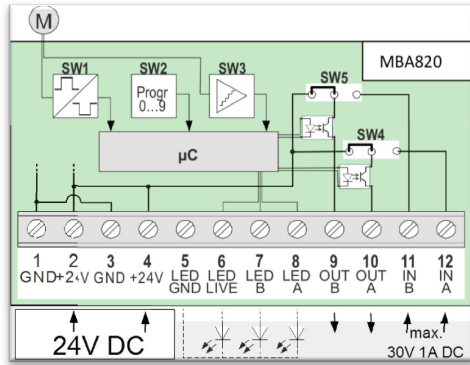 M
MBA820
SW1
SW2
SW3
SW5
Progr
0...9
SW4
µC
1 2 3 4 5 6 7 8 9 10 11 12
GND +24V GND +24V LED LED LED LED OUT OUT IN IN
GND LIVE B A B A B A
24V DC
max.
30V 1A DC